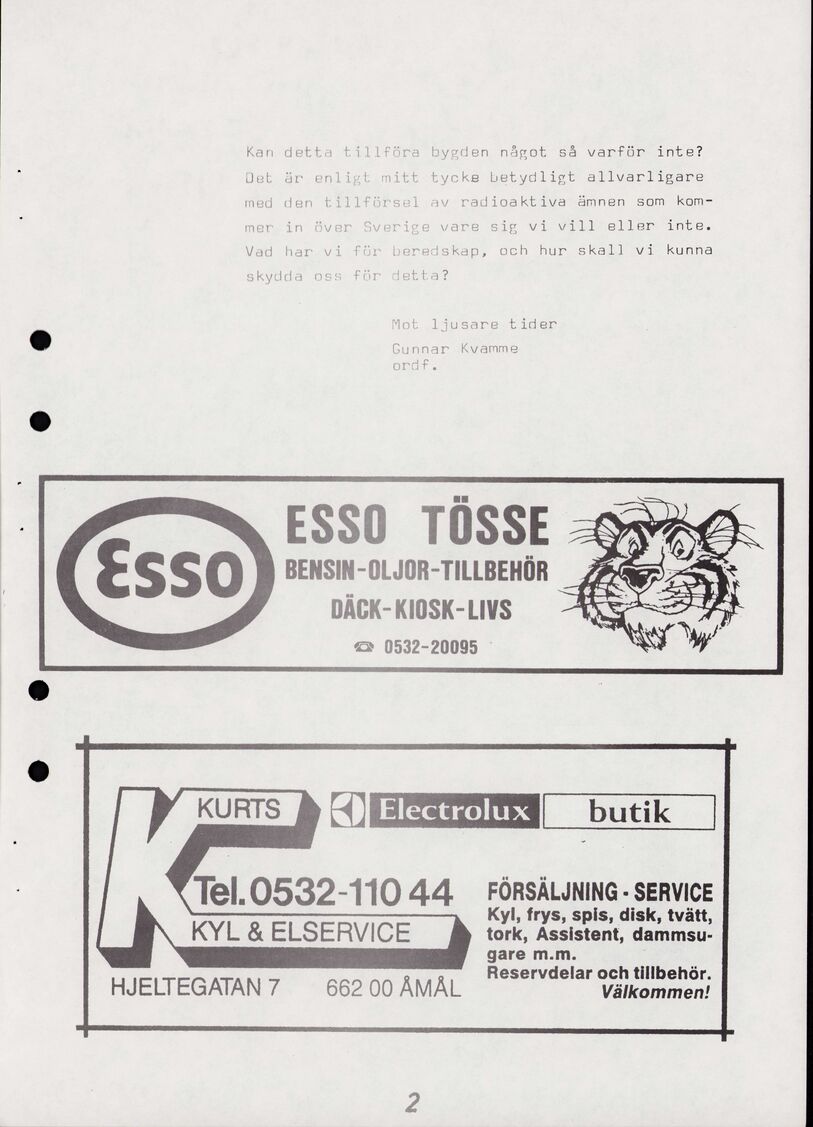 Kan detta tillföra bygden något så varför inte?
Det är enligt mitt tycke betydligt allvarligare
med den tillförsel av radioaktiva ämnen som kom-
mer in över Sverige vare sig vi vill eller inte.
Vad har vi för beredskap, och hur skall vi kunna
skydda oss för detta?
Mot ljusare tider
Gunnar Kvamme
ordf.
Esso
ESSO TÖSSE
BENSIN-OLJOR-TILLBEHÖR
DÄCK-KIOSK-LIVS
☎ 0532-20095
K KURTS
Electrolux butik
Tel. 0532-110 44
KYL & ELSERVICE
HJELTEGATAN 7 662 00 ÅMÅL
FÖRSÄLJNING - SERVICE
Kyl, frys, spis, disk, tvätt,
tork, Assistent, dammsu-
gare m.m.
Reservdelar och tillbehör.
Välkommen!
2